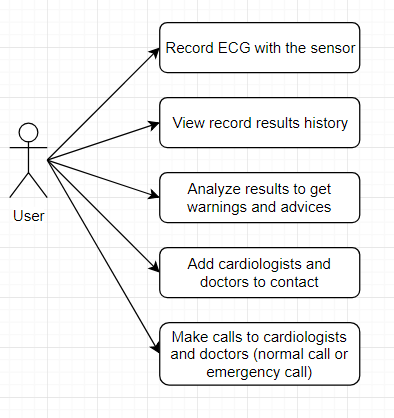 Record ECG with the sensor
View record results history
Analyze results to get
warnings and advices
User
Add cardiologists and
doctors to contact
Make calls to cardiologists
and doctors (normal call or
emergency call)